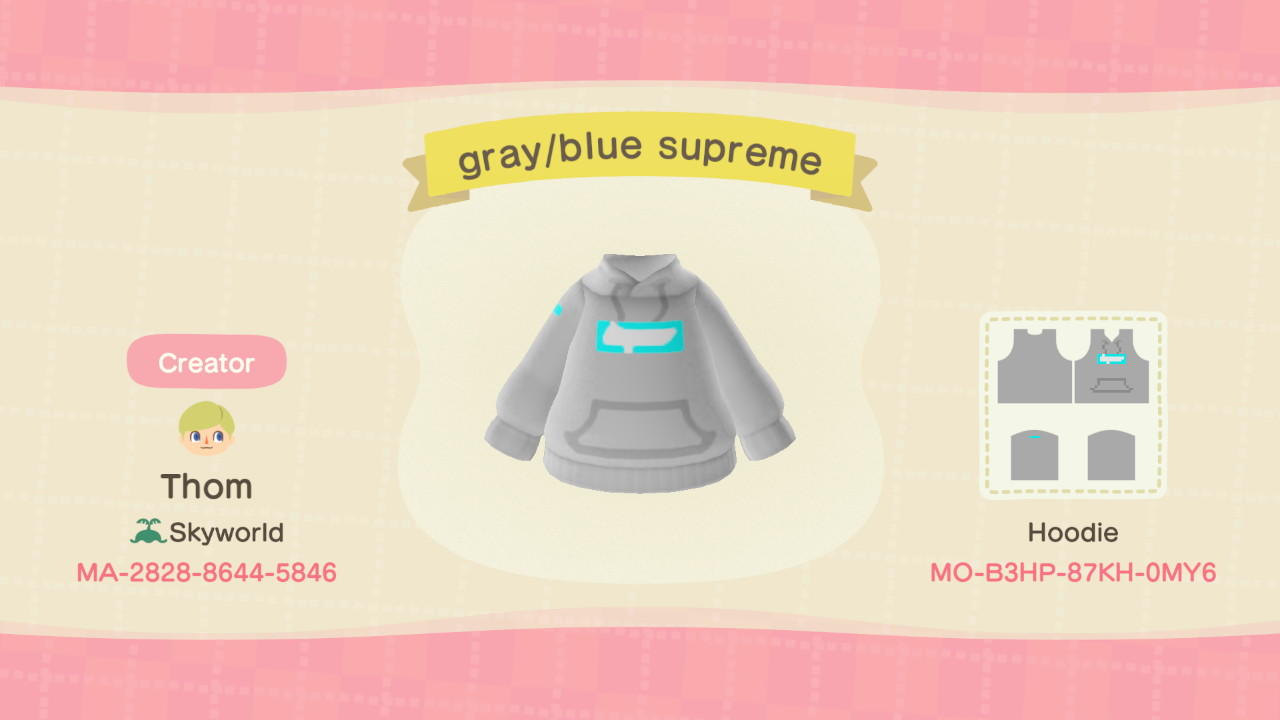 gray/blue supreme
Creator
Thom
Skyworld
MA-2828-8644-5846
Hoodie
MO-B3HP-87KH-0MY6